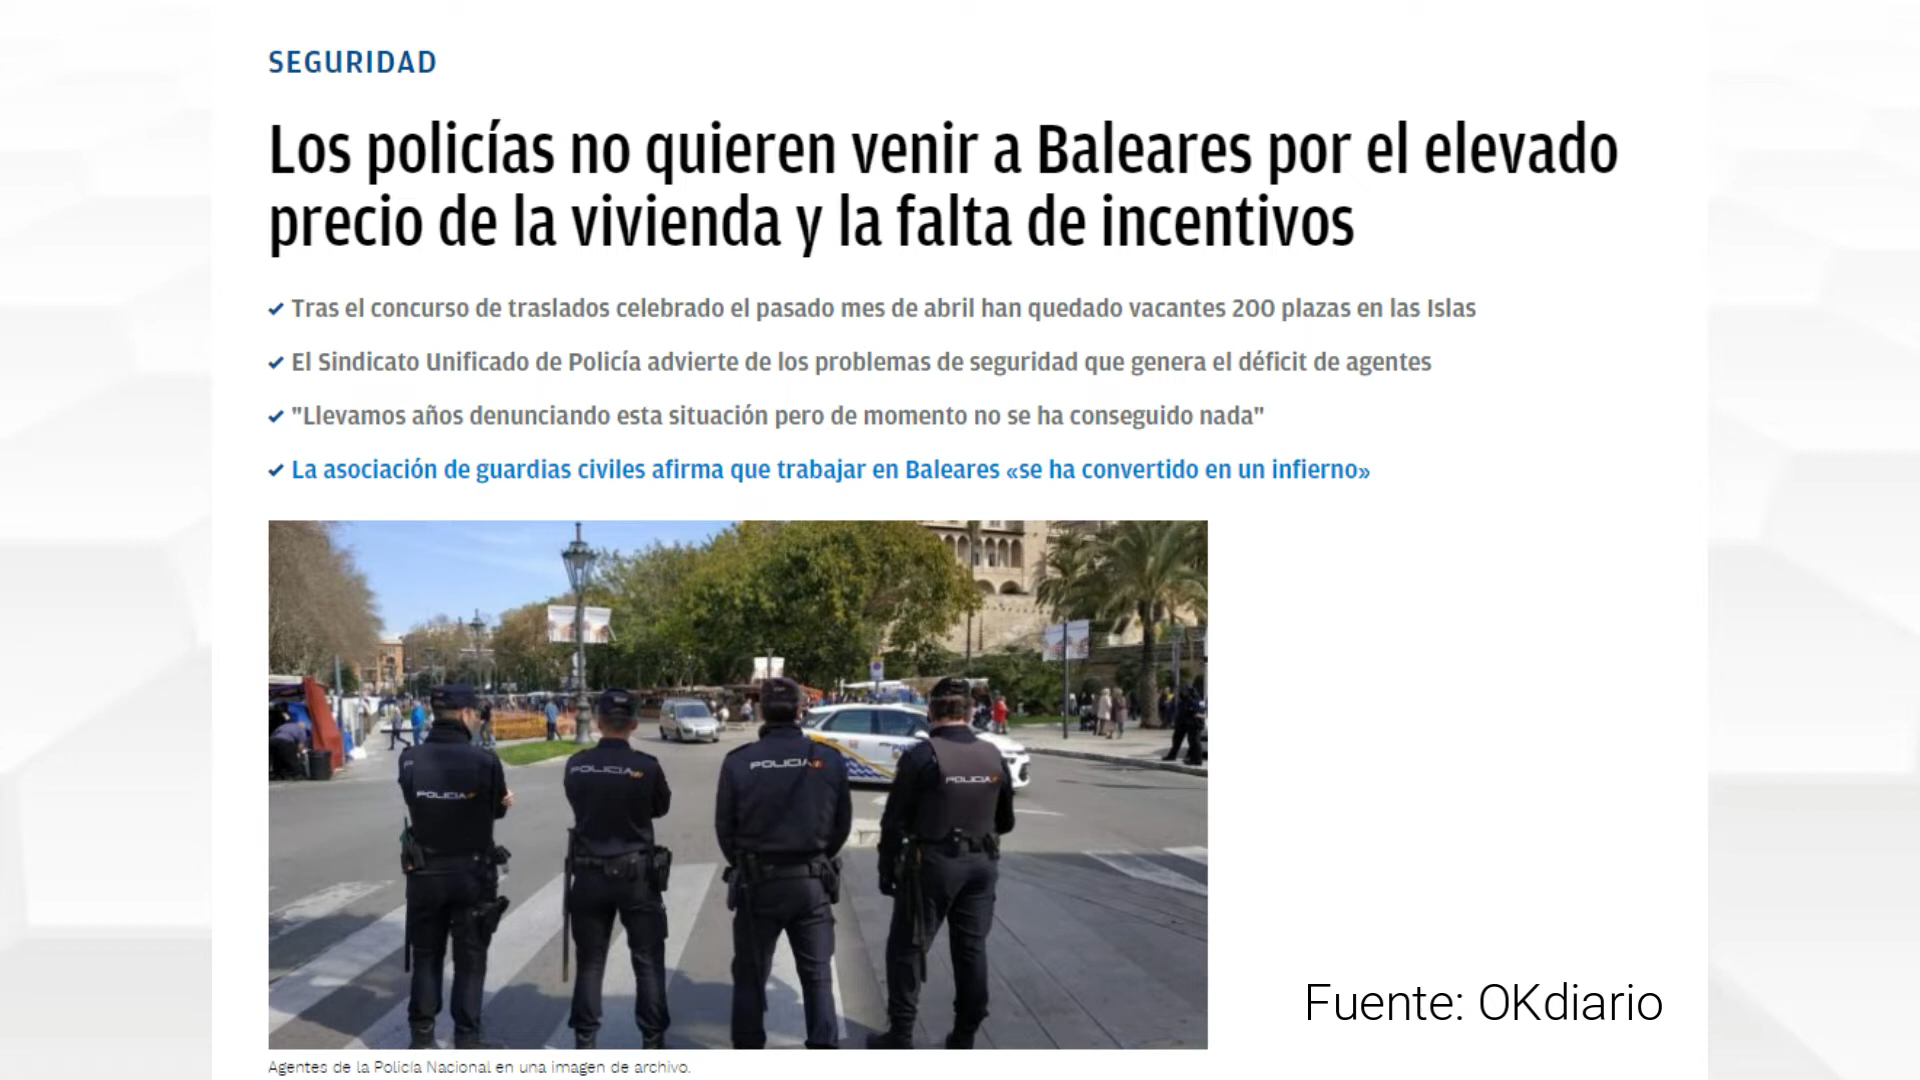 SEGURIDAD
Los policías no quieren venir a Baleares por el elevado
precio de la vivienda y la falta de incentivos
Tras el concurso de traslados celebrado el pasado mes de abril han quedado vacantes 200 plazas en las Islas
El Sindicato Unificado de Policía advierte de los problemas de seguridad que genera el déficit de agentes
"Llevamos años denunciando esta situación pero de momento no se ha conseguido nada"
La asociación de guardias civiles afirma que trabajar en Baleares «se ha convertido en un infierno»
POLICIA
POLICIA
POLICIA
POLICIA
Fuente: OKdiario
Agentes de la Policía Nacional en una imagen de archivo.